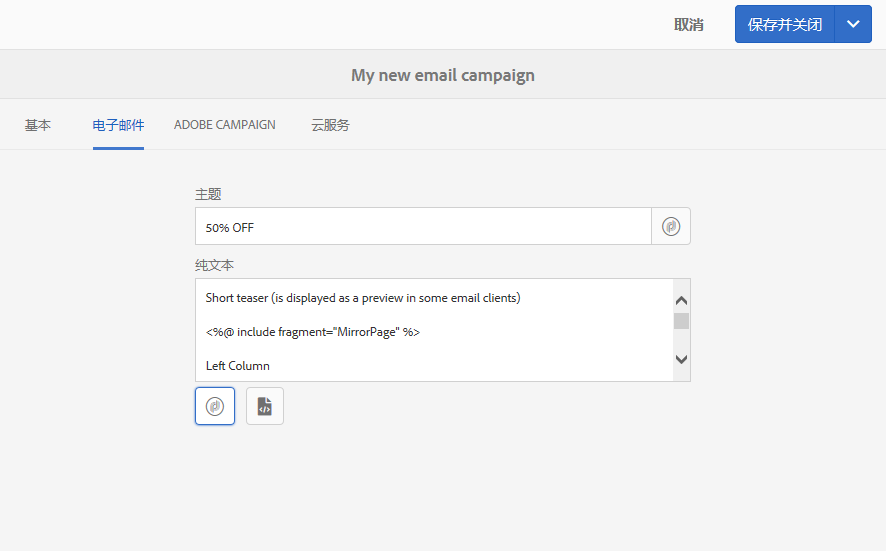 取消
保存并关闭
My new email campaign
基本
电子邮件
ADOBE CAMPAIGN
云服务
主题
50% OFF
纯文本
Short teaser (is displayed as a preview in some email clients)
<%@ include fragment="MirrorPage" %>
Left Column